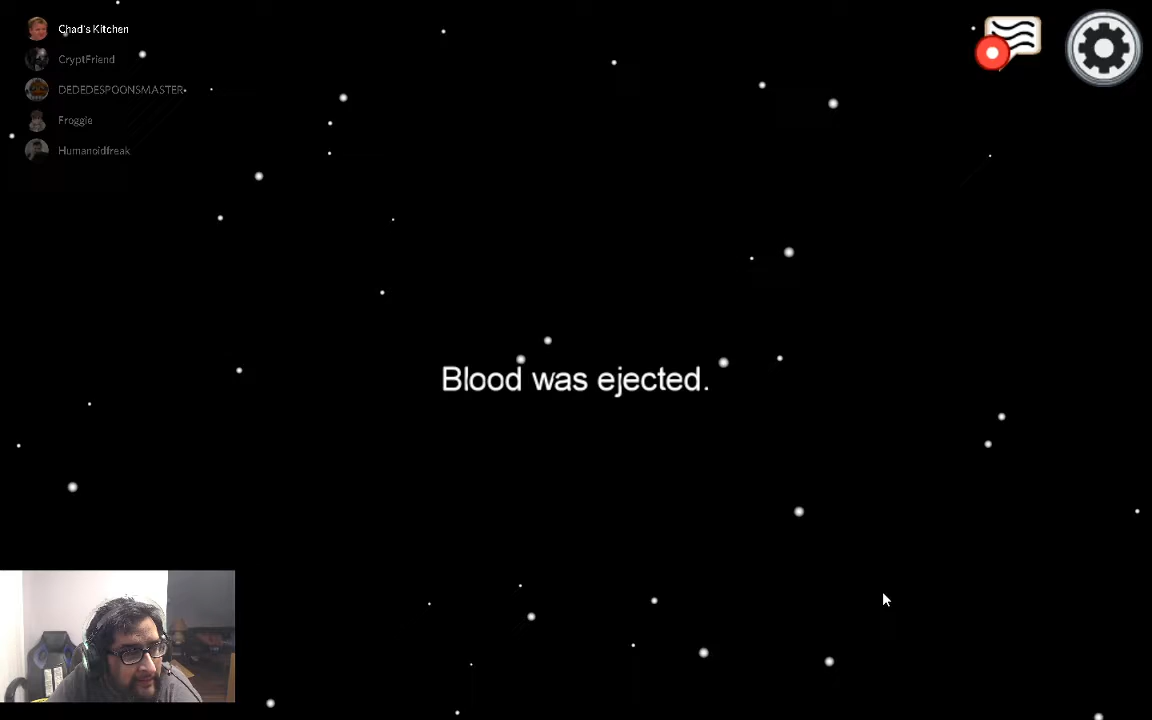 Chad's Kitchen
CryptFriend
DEDEDESPOONSMASTER
Froggie
Humanoidfreak
Blood was ejected.